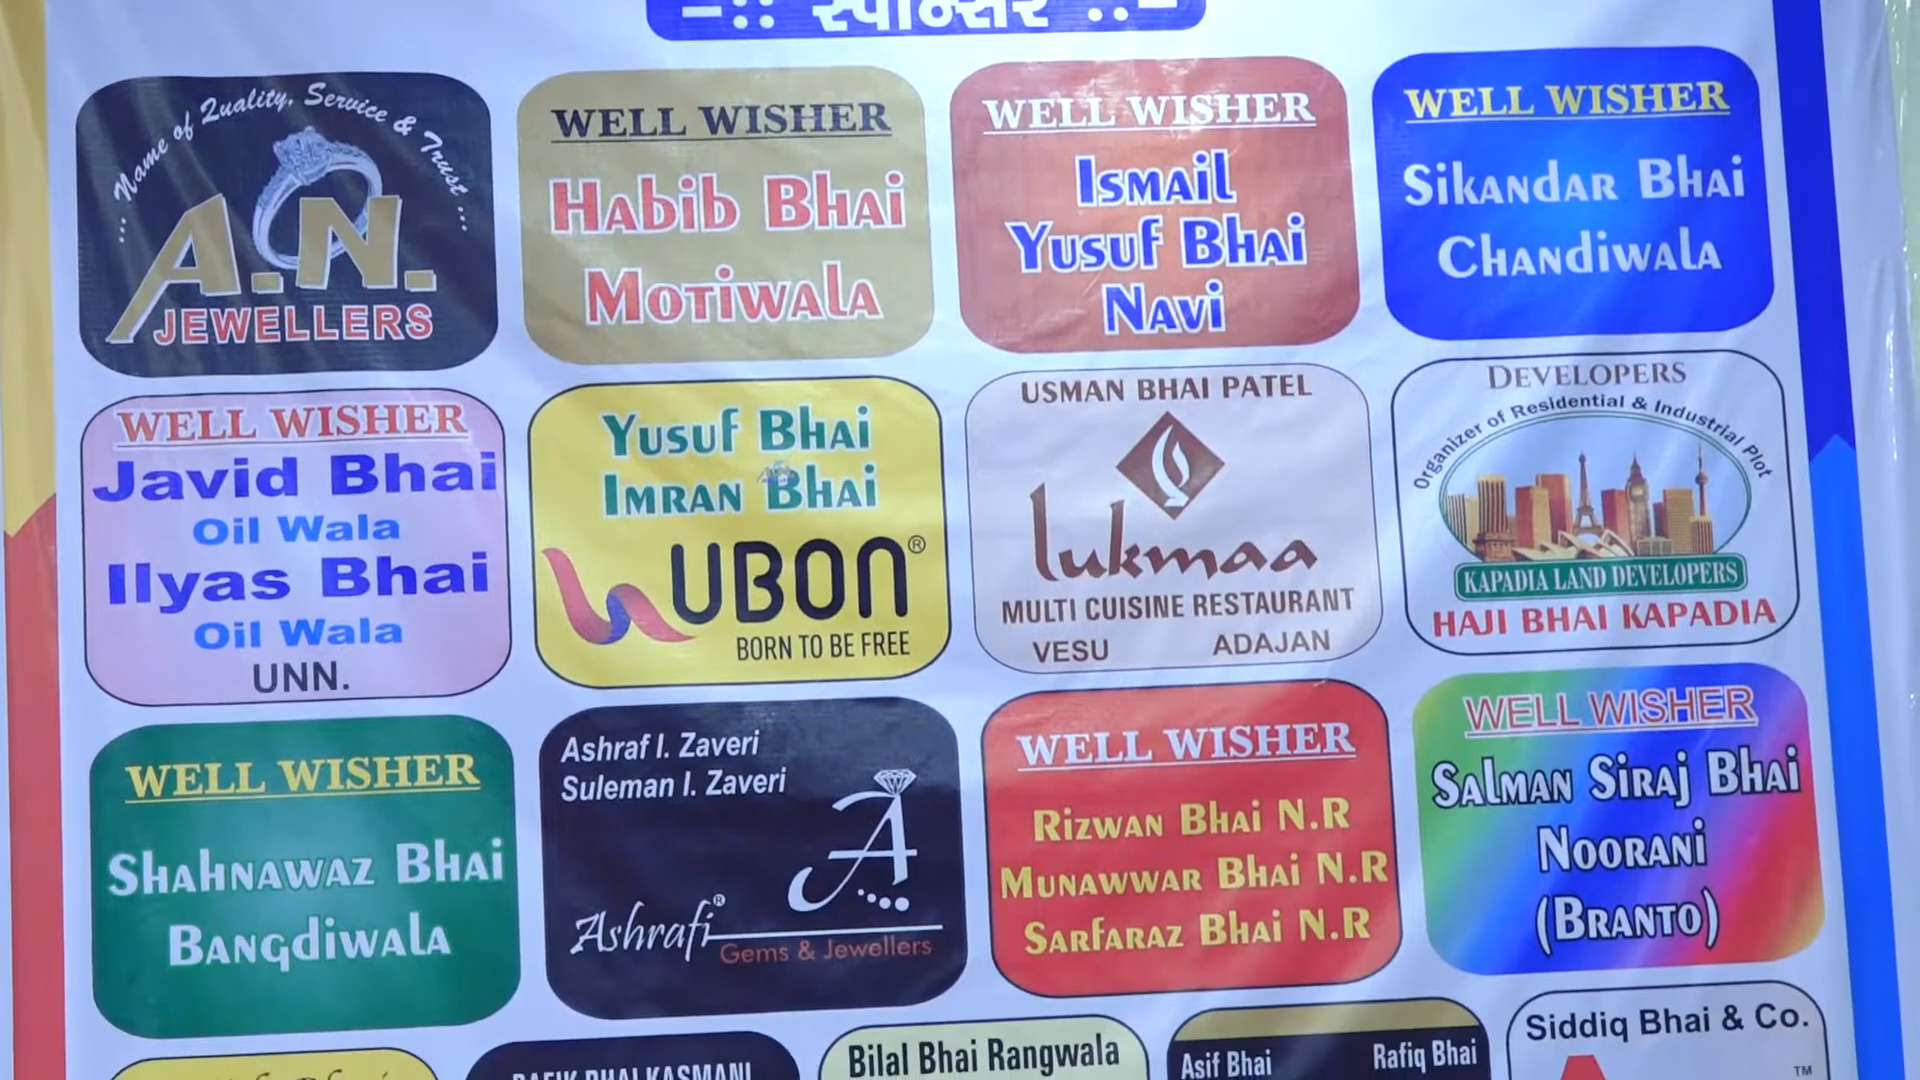 -:: स्पॉन्सर ::-
... Name of Quality, Service & Trust ...
A.N.
JEWELLERS
WELL WISHER
Habib Bhai
Motiwala
WELL WISHER
Ismail
Yusuf Bhai
Navi
WELL WISHER
Sikandar Bhai
Chandiwala
WELL WISHER
Javid Bhai
Oil Wala
Ilyas Bhai
Oil Wala
UNN.
Yusuf Bhai
Imran Bhai
UBON®
BORN TO BE FREE
USMAN BHAI PATEL
lukmaa
MULTI CUISINE RESTAURANT
VESU ADAJAN
DEVELOPERS
Organizer of Residential & Industrial Plot
KAPADIA LAND DEVELOPERS
HAJI BHAI KAPADIA
WELL WISHER
Shahnawaz Bhai
Bangdiwala
Ashraf I. Zaveri
Suleman I. Zaveri
A
Ashrafi®
Gems & Jewellers
WELL WISHER
Rizwan Bhai N.R
Munawwar Bhai N.R
Sarfaraz Bhai N.R
WELL WISHER
Salman Siraj Bhai
Noorani
(Branto)
RAFIK BHAI KASMANI
Bilal Bhai Rangwala
Asif Bhai Rafiq Bhai
Siddiq Bhai & Co.
TM